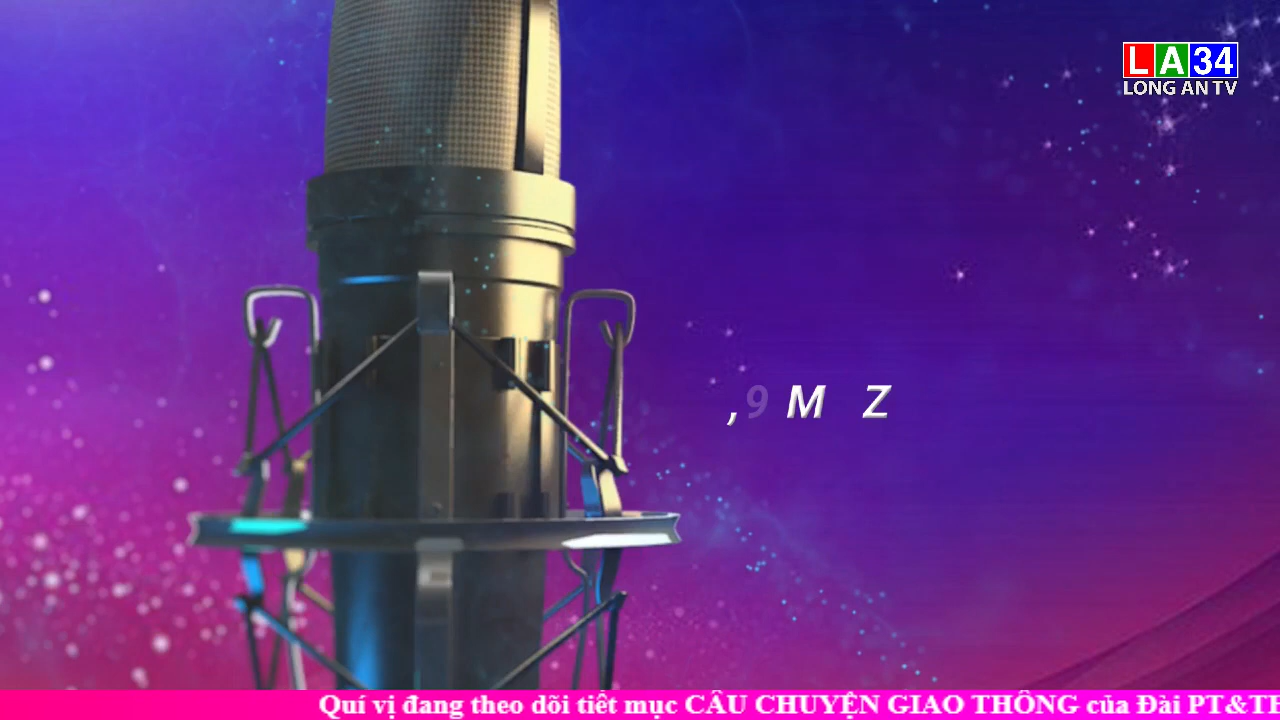 LA34
LONG AN TV
,9 M Z
Quí vị đang theo dõi tiết mục CÂU CHUYỆN GIAO THÔNG của Đài PT&TH